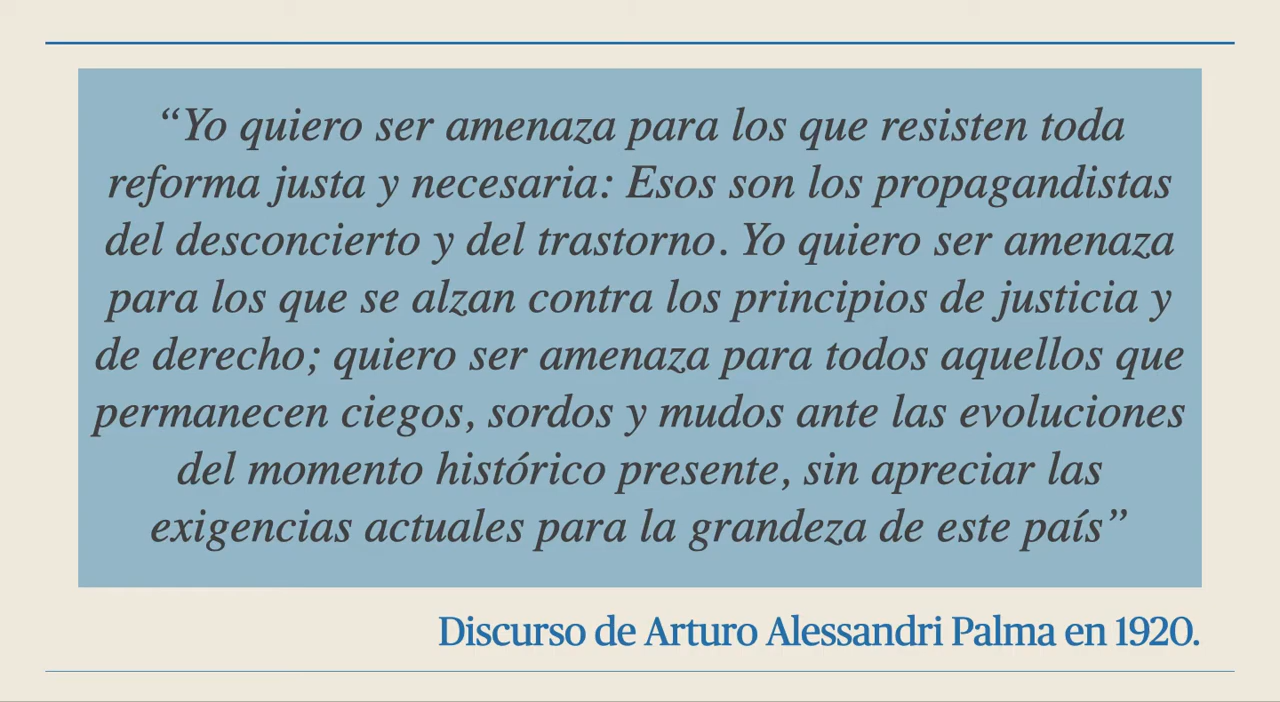 “Yo quiero ser amenaza para los que resisten toda
reforma justa y necesaria: Esos son los propagandistas
del desconcierto y del trastorno. Yo quiero ser amenaza
para los que se alzan contra los principios de justicia y
de derecho; quiero ser amenaza para todos aquellos que
permanecen ciegos, sordos y mudos ante las evoluciones
del momento histórico presente, sin apreciar las
exigencias actuales para la grandeza de este país”
Discurso de Arturo Alessandri Palma en 1920.